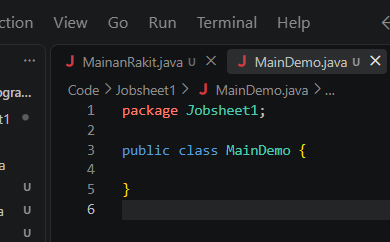 ction View Go Run Terminal Help
... J MainanRakit.java U × J MainDemo.java U ×
Code > Jobsheet1 > J MainDemo.java > ...
ogra...
t1
a
U
a U
U
1 package Jobsheet1;
2
3 public class MainDemo {
4
5 }
6